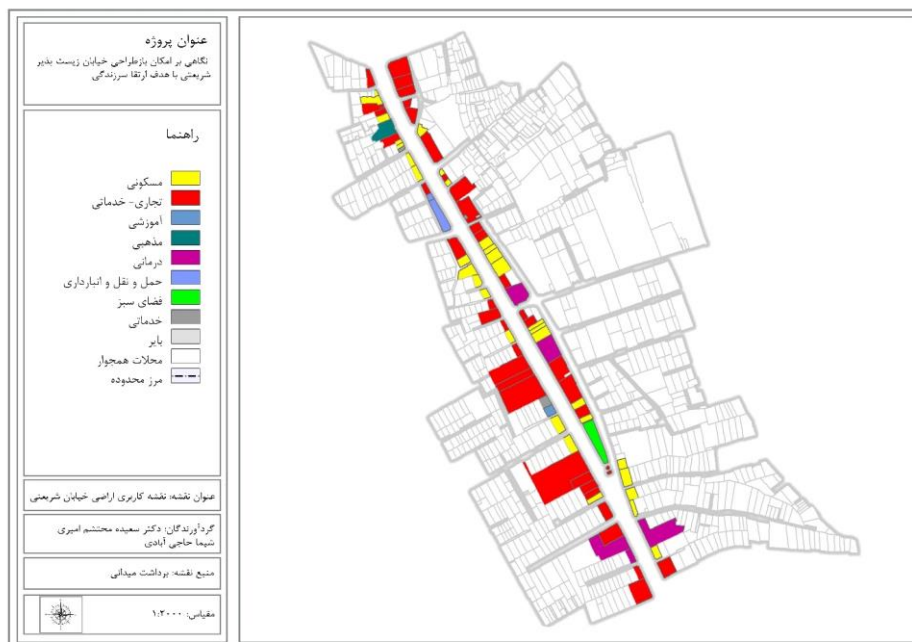 عنوان پروژه
نگاهی بر امکان بازطراحی خیابان زیست پذیر
شریعتی با هدف ارتقا سرزندگی
راهنما
مسکونی
تجاری- خدماتی
آموزشی
مذهبی
درمانی
حمل و نقل و انبارداری
فضای سبز
خدماتی
بایر
محلات همجوار
مرز محدوده
عنوان نقشه: نقشه کاربری اراضی خیابان شریعتی
گردآورندگان: دکتر سعیده محتشم امیری
شیما حاجی آبادی
منبع نقشه: برداشت میدانی
مقیاس: ۱:۲۰۰۰